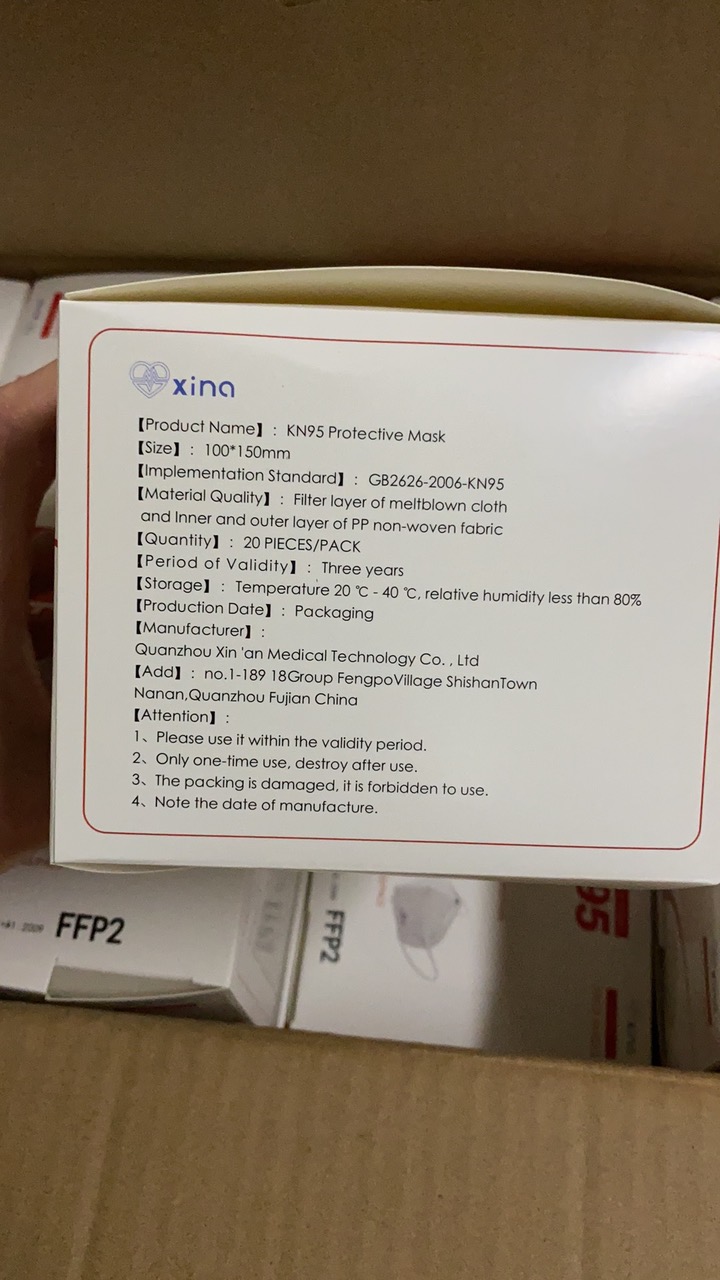 xina
【Product Name】 : KN95 Protective Mask
【Size】 : 100*150mm
【Implementation Standard】 : GB2626-2006-KN95
【Material Quality】 : Filter layer of meltblown cloth
and Inner and outer layer of PP non-woven fabric
【Quantity】 : 20 PIECES/PACK
【Period of Validity】 : Three years
【Storage】 : Temperature 20 ℃ - 40 ℃, relative humidity less than 80%
【Production Date】 : Packaging
【Manufacturer】 :
Quanzhou Xin 'an Medical Technology Co. , Ltd
【Add】 : no.1-189 18Group FengpoVillage ShishanTown
Nanan,Quanzhou Fujian China
【Attention】 :
1、Please use it within the validity period.
2、Only one-time use, destroy after use.
3、The packing is damaged, it is forbidden to use.
4、Note the date of manufacture.
2009 FFP2
FFP2
95